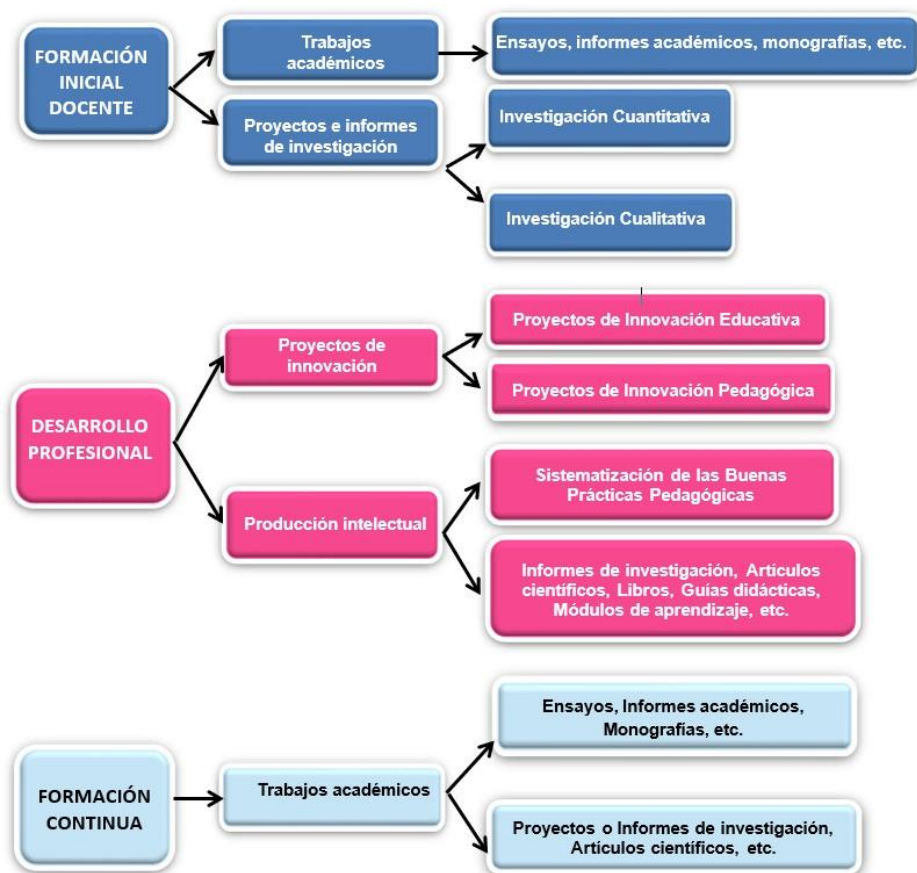 FORMACIÓN
INICIAL
DOCENTE
Trabajos
académicos
Ensayos, informes académicos, monografías, etc.
Proyectos e informes
de investigación
Investigación Cuantitativa
Investigación Cualitativa
DESARROLLO
PROFESIONAL
Proyectos de
innovación
Proyectos de Innovación Educativa
Proyectos de Innovación Pedagógica
Producción intelectual
Sistematización de las Buenas
Prácticas Pedagógicas
Informes de investigación, Artículos
científicos, Libros, Guías didácticas,
Módulos de aprendizaje, etc.
FORMACIÓN
CONTINUA
Trabajos académicos
Ensayos, Informes académicos,
Monografías, etc.
Proyectos o Informes de investigación,
Artículos científicos, etc.